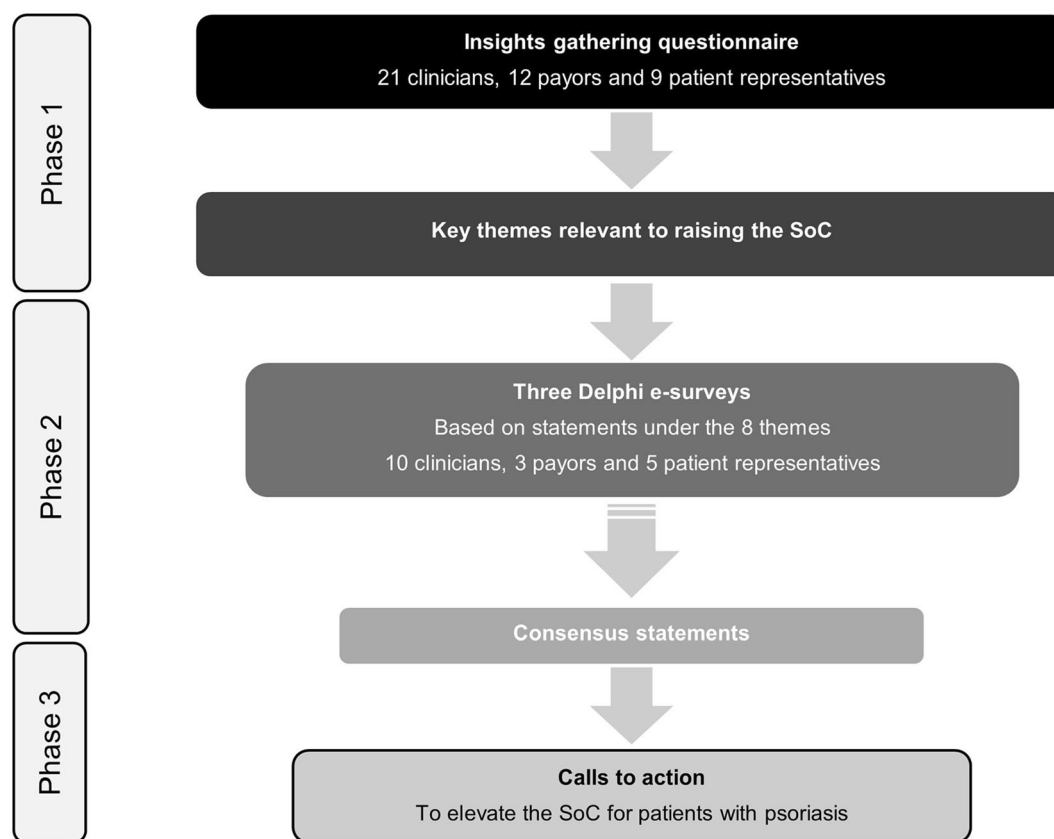 Phase 1
Insights gathering questionnaire
21 clinicians, 12 payors and 9 patient representatives
Key themes relevant to raising the SoC
Phase 2
Three Delphi e-surveys
Based on statements under the 8 themes
10 clinicians, 3 payors and 5 patient representatives
Consensus statements
Phase 3
Calls to action
To elevate the SoC for patients with psoriasis